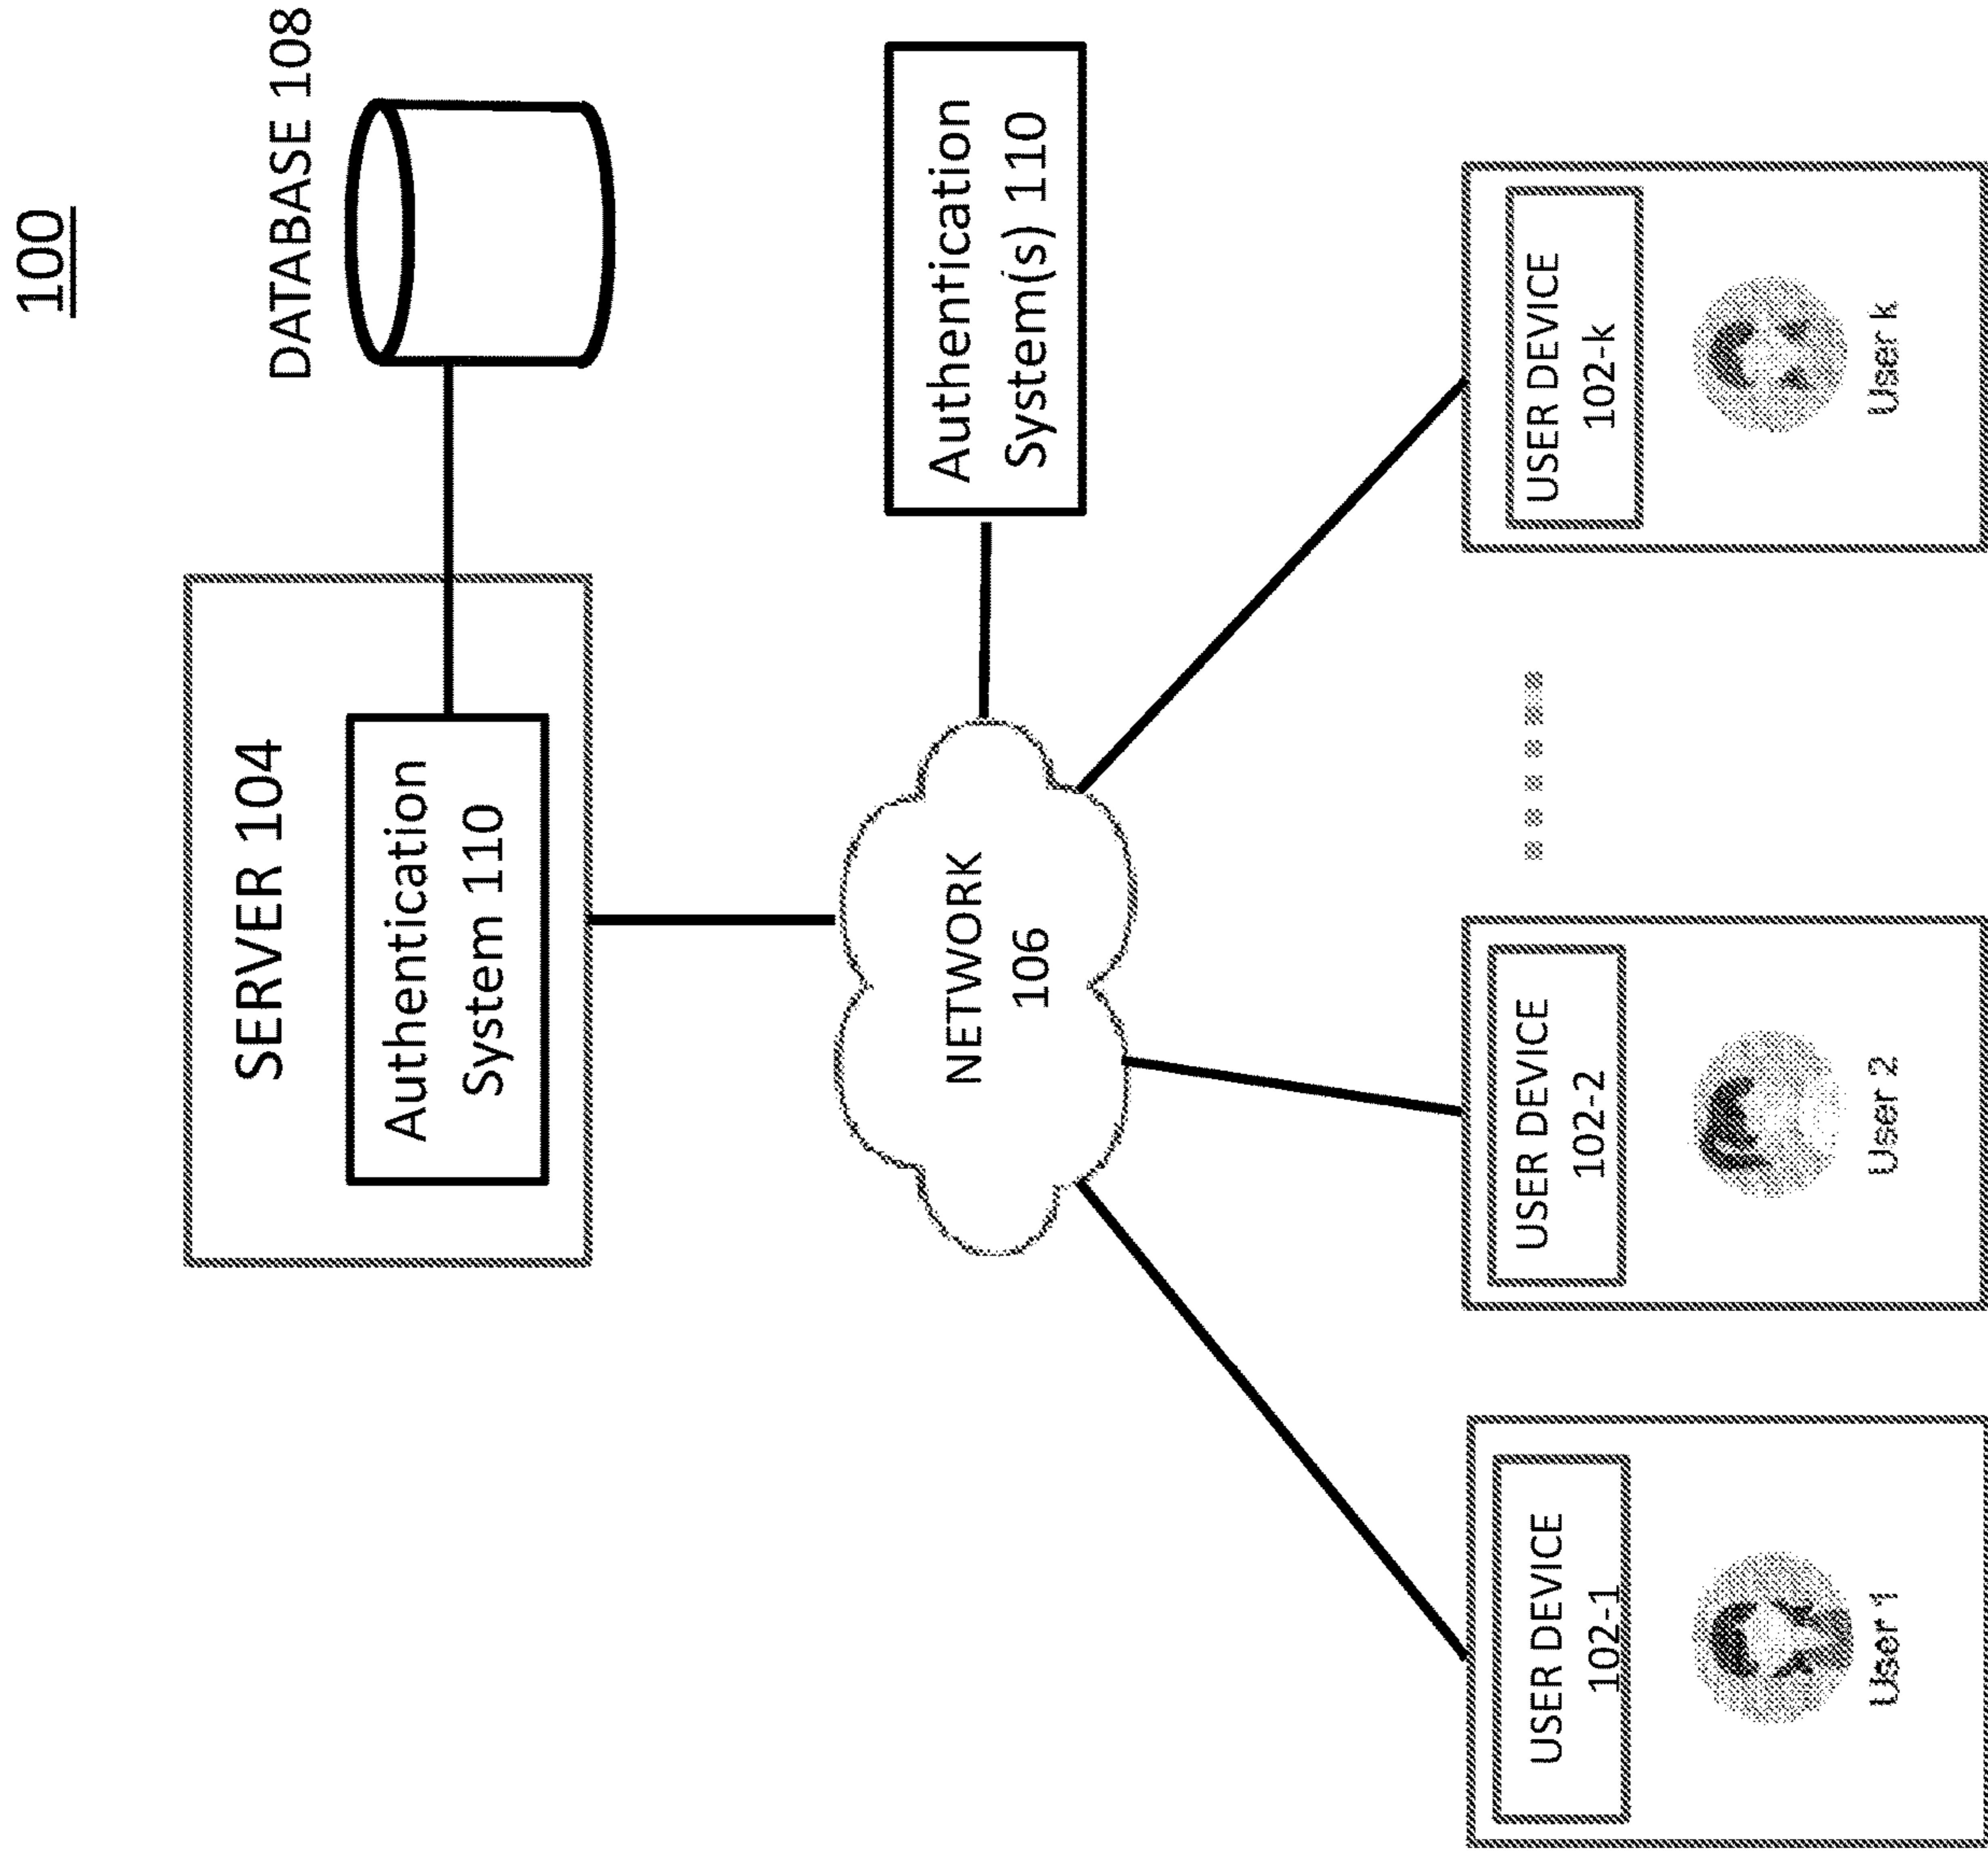 100
DATABASE 108
SERVER 104
Authentication
System 110
Authentication
System(s) 110
NETWORK
106
USER DEVICE
102-1
User 1
USER DEVICE
102-2
User 2
USER DEVICE
102-k
User k